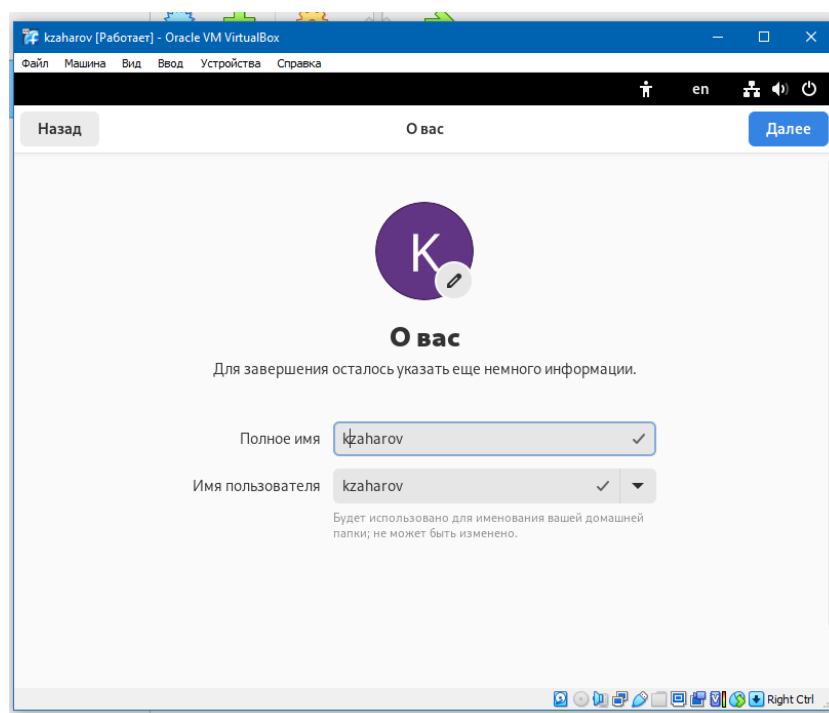 kzaharov [Работает] - Oracle VM VirtualBox
Файл Машина Вид Ввод Устройства Справка
en
Назад О вас Далее
K
О вас
Для завершения осталось указать еще немного информации.
Полное имя kzaharov
Имя пользователя kzaharov
Будет использовано для именования вашей домашней
папки; не может быть изменено.
Right Ctrl